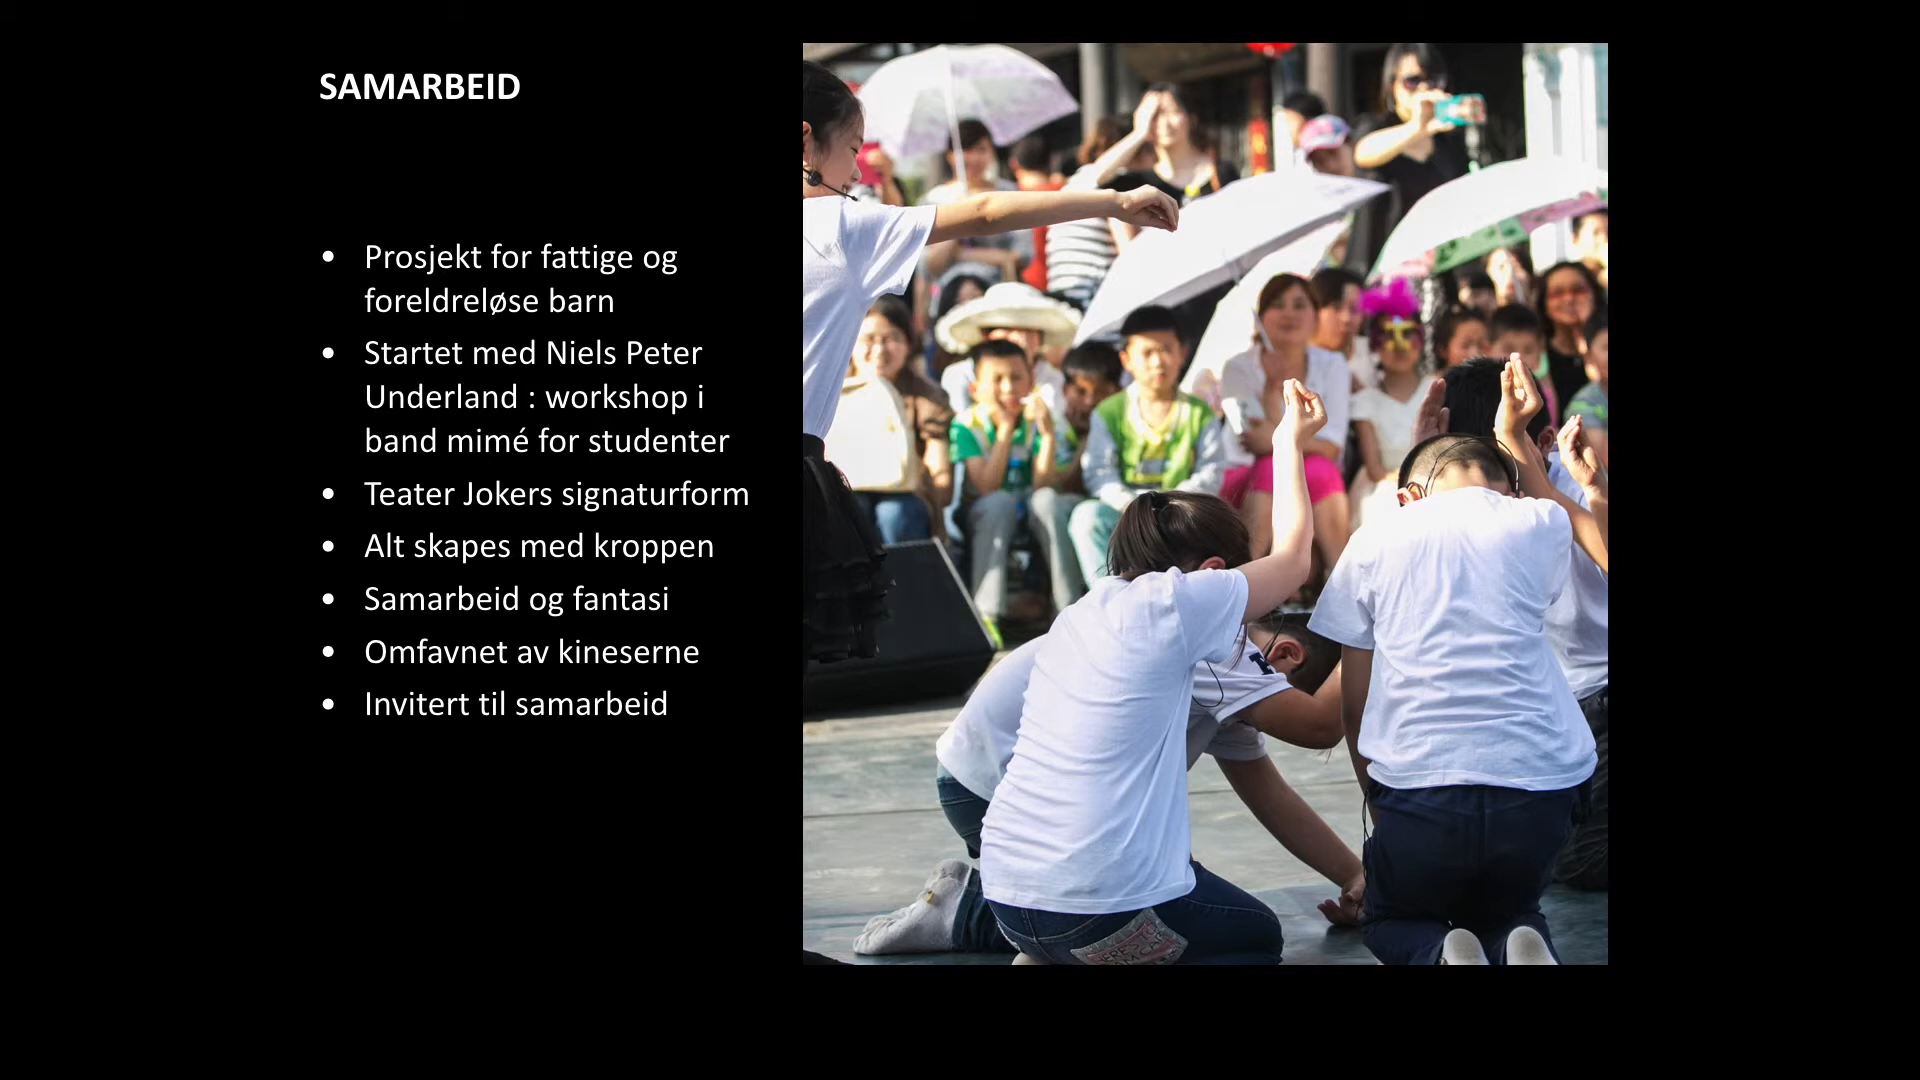 SAMARBEID
• Prosjekt for fattige og
foreldreløse barn
• Startet med Niels Peter
Underland : workshop i
band mimé for studenter
• Teater Jokers signaturform
• Alt skapes med kroppen
• Samarbeid og fantasi
• Omfavnet av kineserne
• Invitert til samarbeid